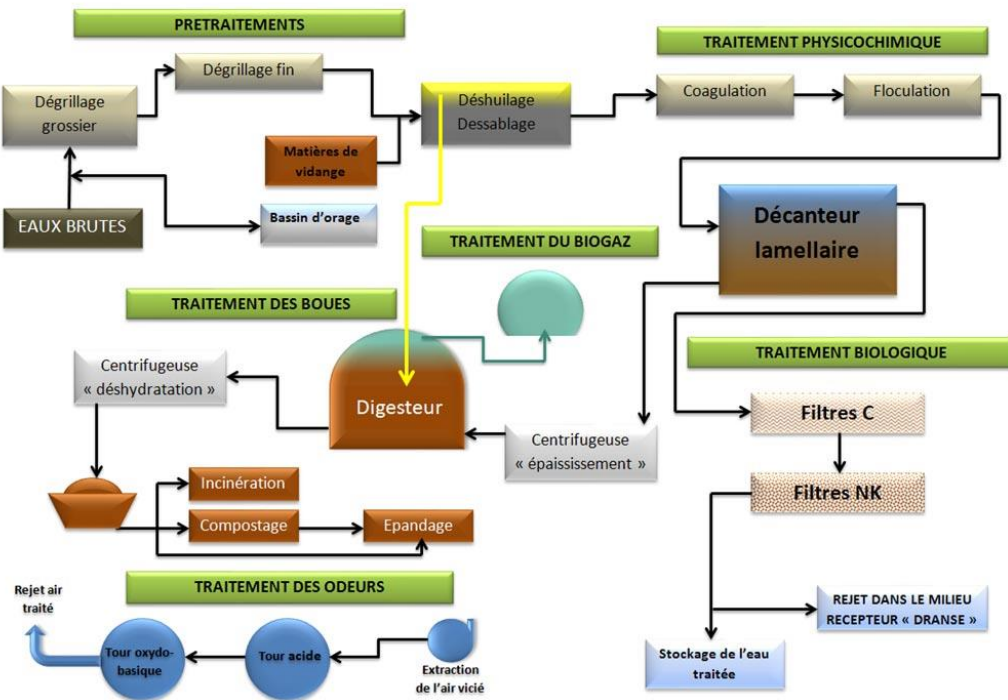 PRETRAITEMENTS
TRAITEMENT PHYSICOCHIMIQUE
Dégrillage fin
Dégrillage
grossier
Déshuilage
Dessablage
Coagulation
Floculation
Matières de
vidange
EAUX BRUTES
Bassin d'orage
Décanteur
lamellaire
TRAITEMENT DU BIOGAZ
TRAITEMENT DES BOUES
TRAITEMENT BIOLOGIQUE
Centrifugeuse
« déshydratation »
Digesteur
Centrifugeuse
« épaississement »
Filtres C
Filtres NK
Incinération
Compostage
Epandage
TRAITEMENT DES ODEURS
Rejet air
traité
Tour oxydo-
basique
Tour acide
Extraction
de l'air vicié
REJET DANS LE MILIEU
RECEPTEUR « DRANSE »
Stockage de l'eau
traitée